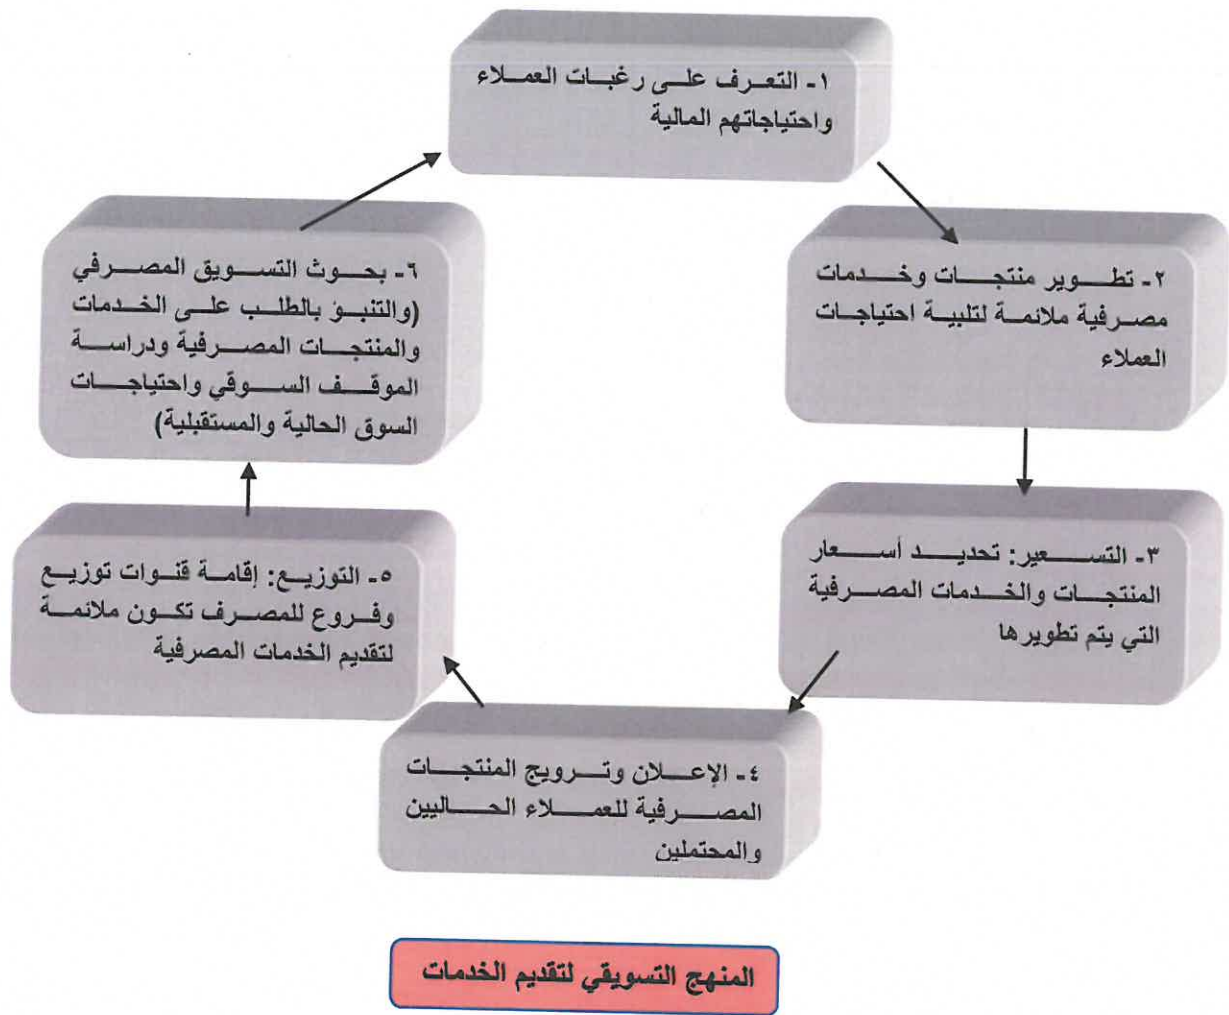 ١- التعرف على رغبات العملاء
واحتياجاتهم المالية
٢- تطوير منتجات وخدمات
مصرفية ملائمة لتلبية احتياجات
العملاء
٣- التسعير: تحديد أسعار
المنتجات والخدمات المصرفية
التي يتم تطويرها
٤- الإعلان وترويج المنتجات
المصرفية للعملاء الحاليين
والمحتملين
٥- التوزيع: إقامة قنوات توزيع
وفروع للمصرف تكون ملائمة
لتقديم الخدمات المصرفية
٦- بحوث التسويق المصرفي
(والتنبؤ بالطلب على الخدمات
والمنتجات المصرفية ودراسة
الموقف السوقي واحتياجات
السوق الحالية والمستقبلية)
المنهج التسويقي لتقديم الخدمات